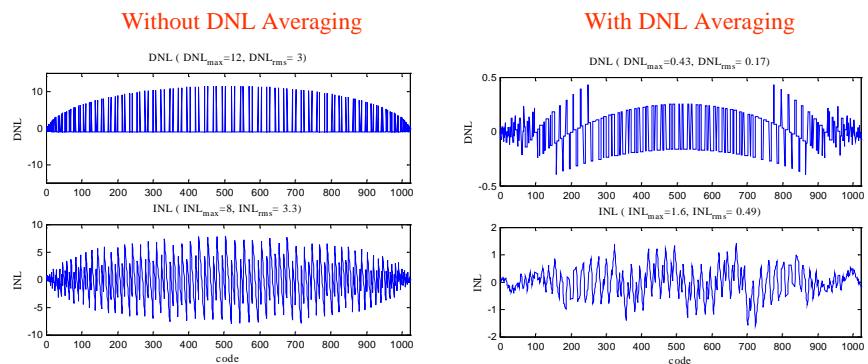 Without DNL Averaging
DNL ( DNLmax=12, DNLrms= 3)
10
0
-10
DNL
0 100 200 300 400 500 600 700 800 900 1000
INL ( INLmax=8, INLrms= 3.3)
10
5
0
-5
-10
INL
0 100 200 300 400 500 600 700 800 900 1000
code
With DNL Averaging
DNL ( DNLmax=0.43, DNLrms= 0.17)
0.5
0
-0.5
DNL
0 100 200 300 400 500 600 700 800 900 1000
INL ( INLmax=1.6, INLrms= 0.49)
2
1
0
-1
-2
INL
0 100 200 300 400 500 600 700 800 900 1000
code